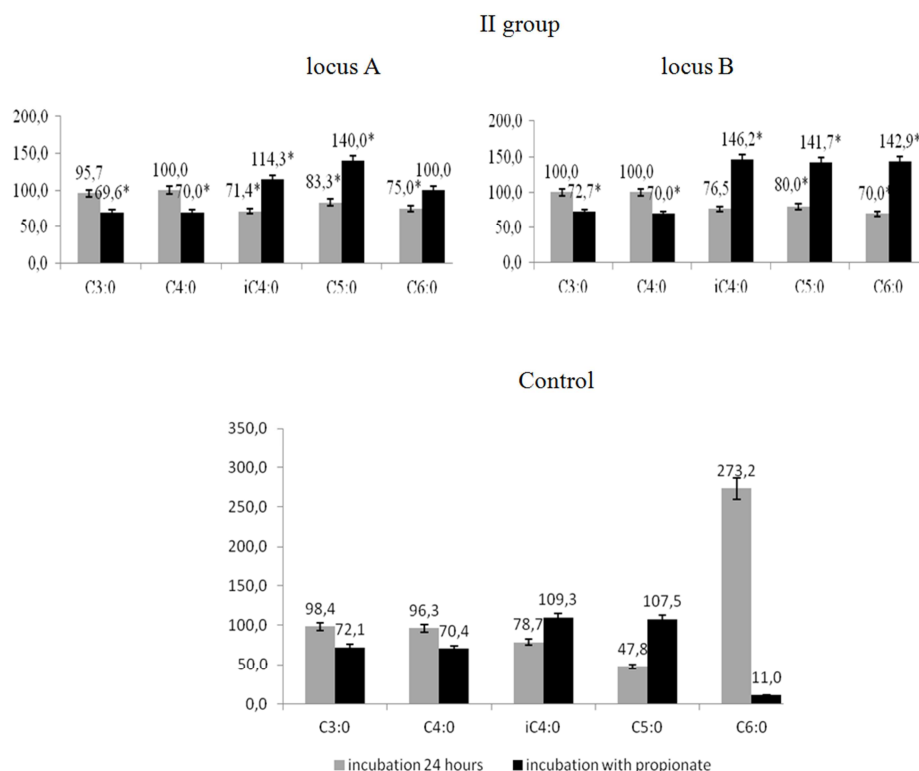 II group
locus A
locus B
200,0
150,0
100,0
50,0
0,0
95,7
69,6*
100,0
70,0*
71,4*
114,3*
83,3*
140,0*
75,0*
100,0
C3:0
C4:0
iC4:0
C5:0
C6:0
200,0
150,0
100,0
50,0
0,0
100,0
72,7*
100,0
70,0*
76,5
146,2*
80,0*
141,7*
70,0*
142,9*
C3:0
C4:0
iC4:0
C5:0
C6:0
Control
350,0
300,0
250,0
200,0
150,0
100,0
50,0
0,0
98,4
72,1
96,3
70,4
78,7
109,3
47,8
107,5
273,2
11,0
C3:0
C4:0
iC4:0
C5:0
C6:0
incubation 24 hours
incubation with propionate